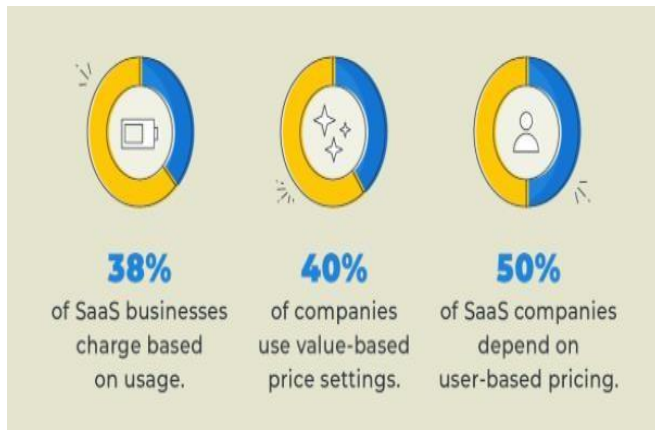 38%
of SaaS businesses
charge based
on usage.
40%
of companies
use value-based
price settings.
50%
of SaaS companies
depend on
user-based pricing.